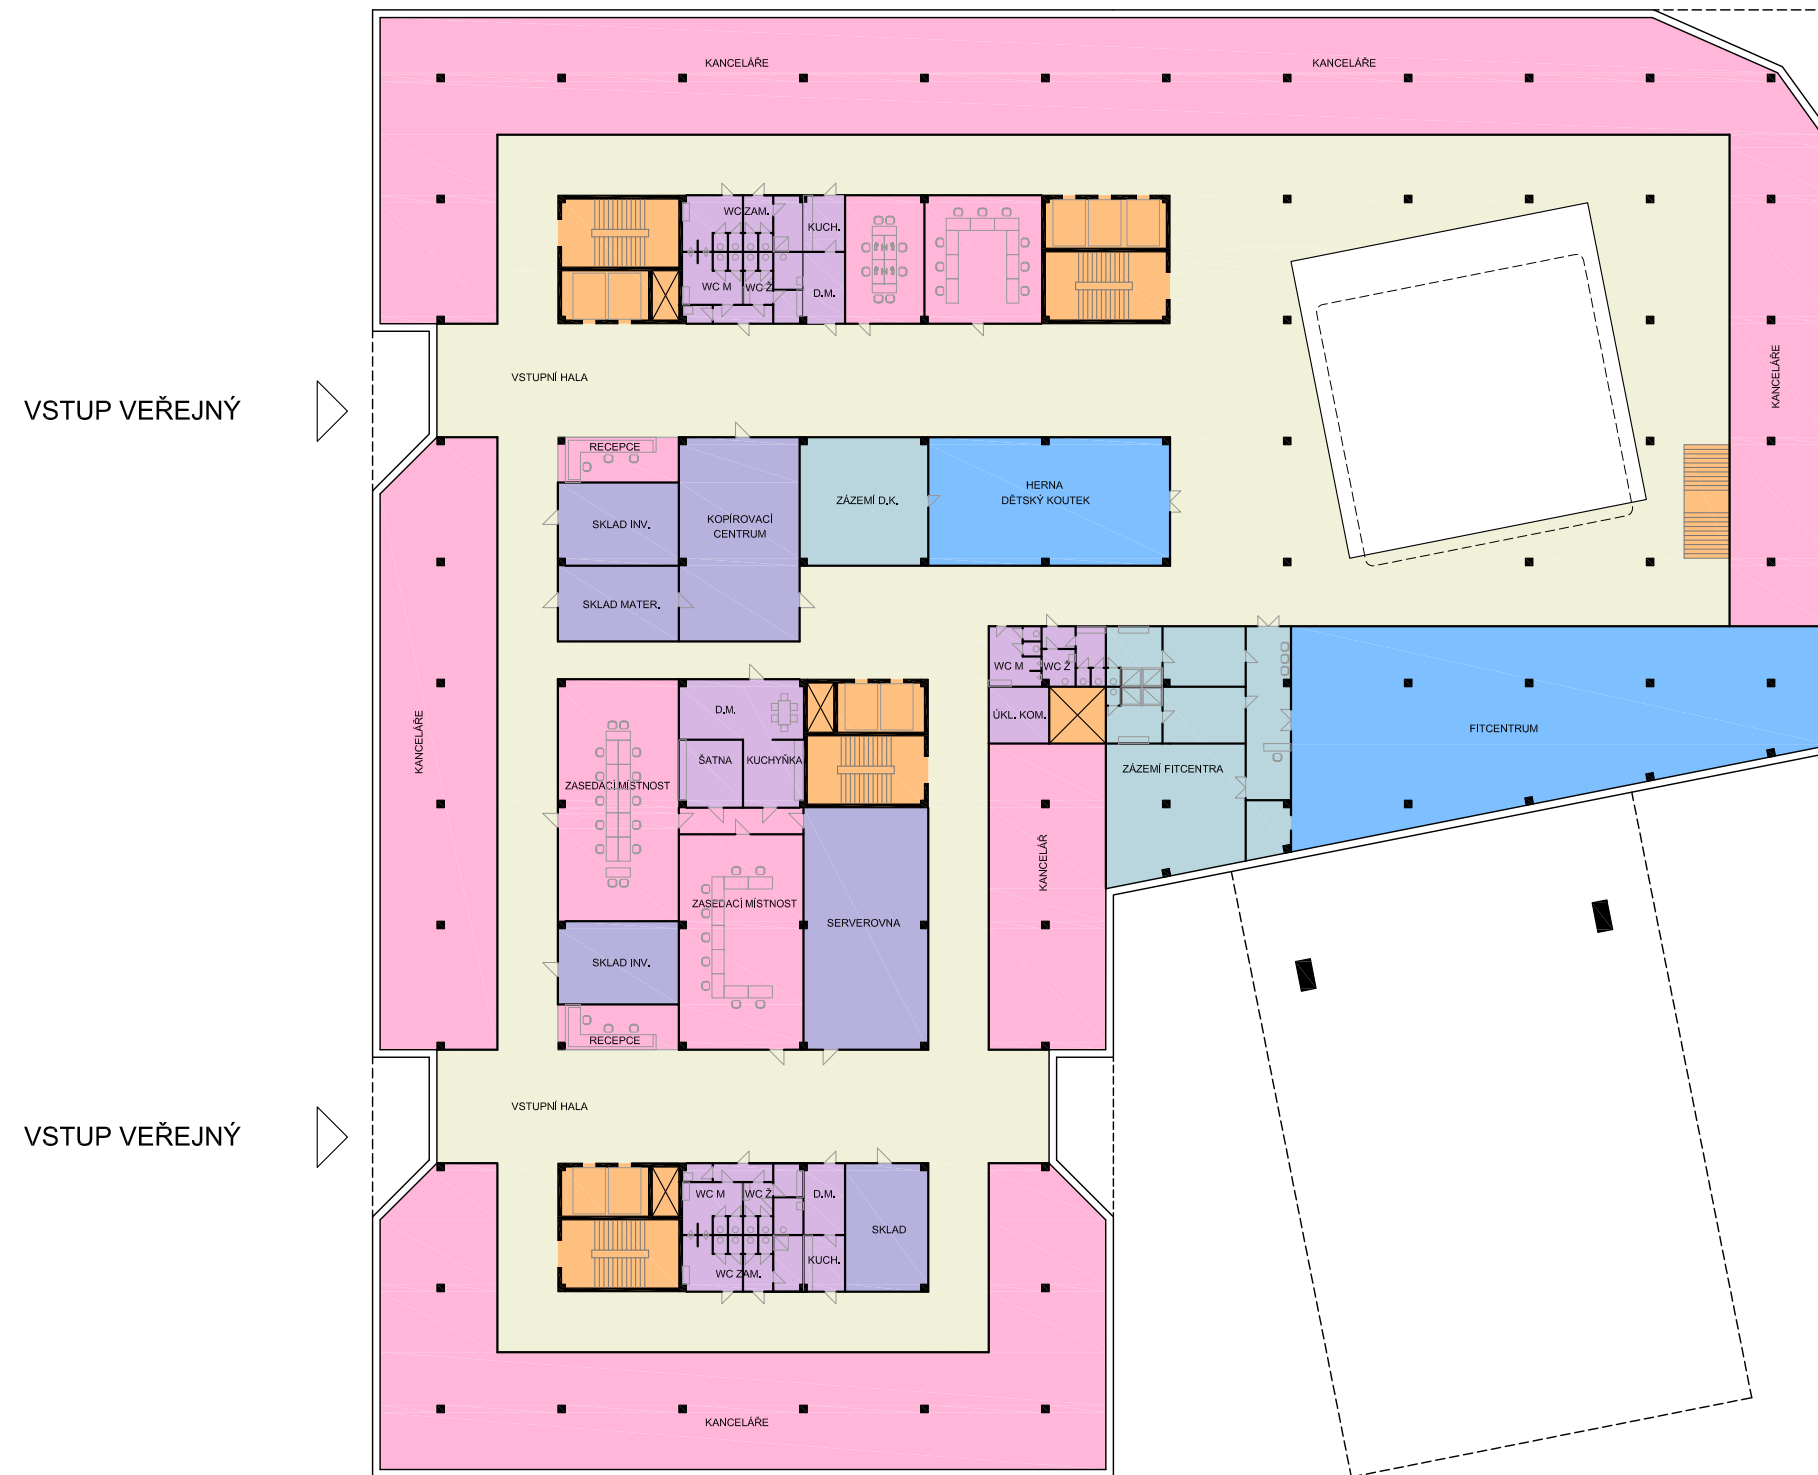 KANCELÁŘE
KANCELÁŘE
WC ZAM.
KUCH.
WC M
WC Ž
D.M.
VSTUPNÍ HALA
KANCELÁŘE
VSTUP VEŘEJNÝ
RECEPCE
SKLAD INV.
KOPÍROVACÍ
CENTRUM
ZÁZEMÍ D.K.
HERNA
DĚTSKÝ KOUTEK
SKLAD MATER.
WC M
WC Ž
ÚKL. KOM.
D.M.
ŠATNA
KUCHYŇKA
KANCELÁŘE
ZASEDACÍ MÍSTNOST
ZÁZEMÍ FITCENTRA
FITCENTRUM
KANCELÁŘ
ZASEDACÍ MÍSTNOST
SERVEROVNA
SKLAD INV.
RECEPCE
VSTUPNÍ HALA
VSTUP VEŘEJNÝ
WC M
WC Ž
D.M.
SKLAD
WC ZAM.
KUCH.
KANCELÁŘE